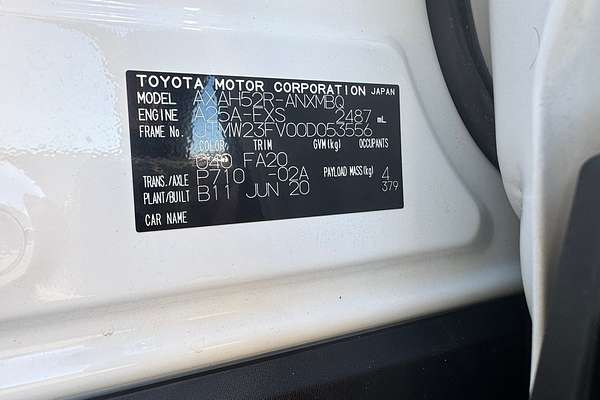 TOYOTA MOTOR CORPORATION JAPAN
MODEL AXAH52R-ANXMBQ
ENGINE A25A-FXS 2487 mL
FRAME No. JTMW23FV00D053556
COLOR TRIM GVM(kg) OCCUPANTS
040 FA20
TRANS./AXLE P710 -02A PAYLOAD MASS(kg) 4
PLANT/BUILT B11 JUN 20 379
CAR NAME